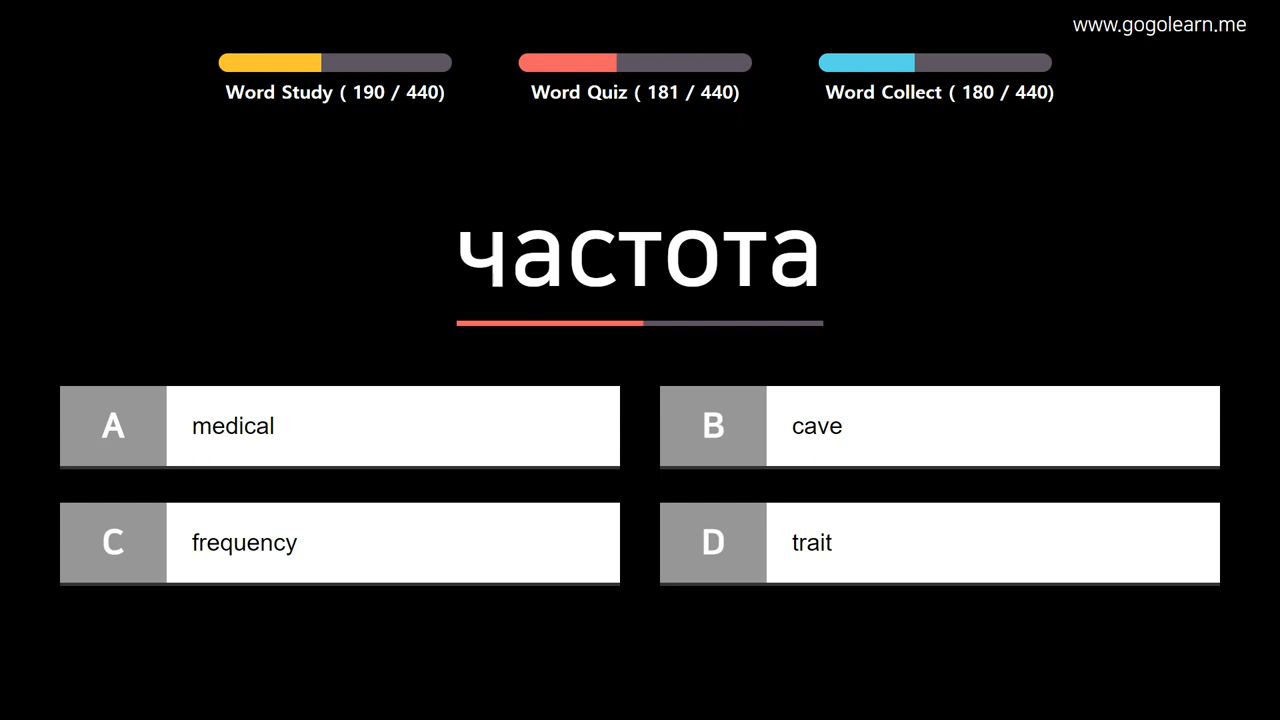 www.gogolearn.me
Word Study ( 190 / 440)
Word Quiz ( 181 / 440)
Word Collect ( 180 / 440)
частота
A medical
B cave
C frequency
D trait